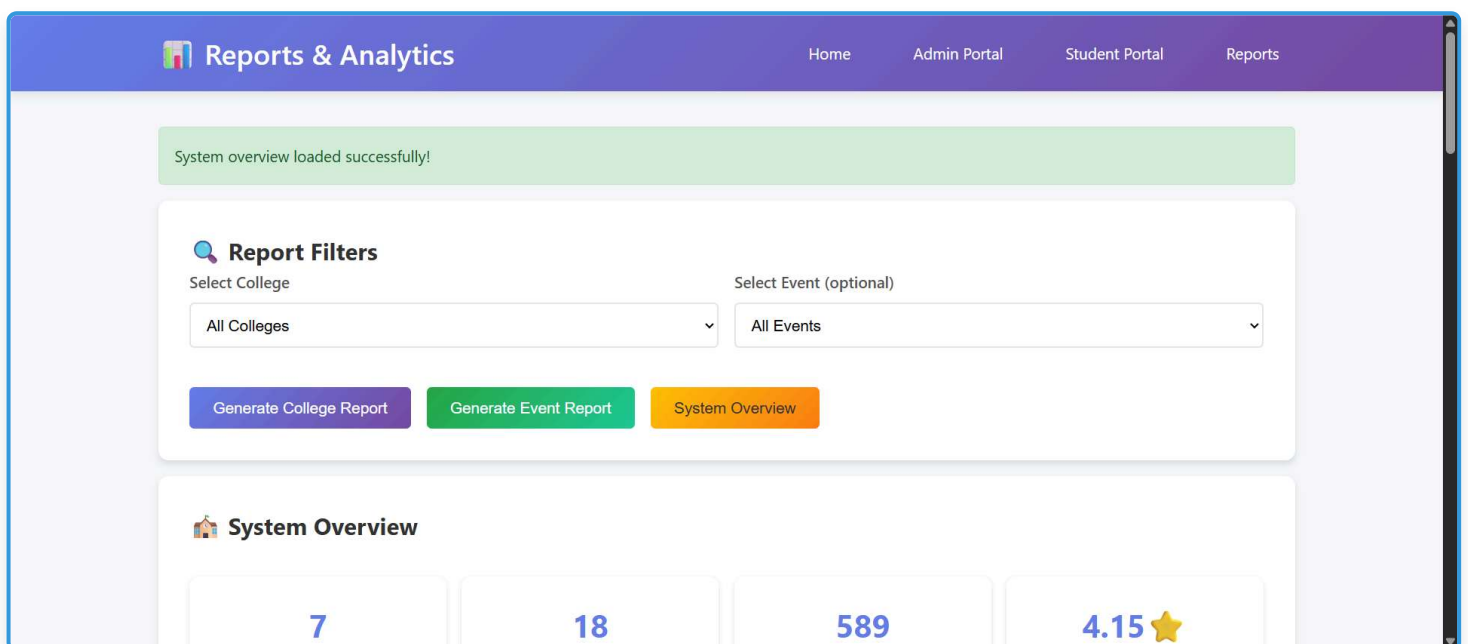 Reports & Analytics
Home Admin Portal Student Portal Reports
System overview loaded successfully!
Report Filters
Select College Select Event (optional)
All Colleges All Events
Generate College Report Generate Event Report System Overview
System Overview
7 18 589 4.15